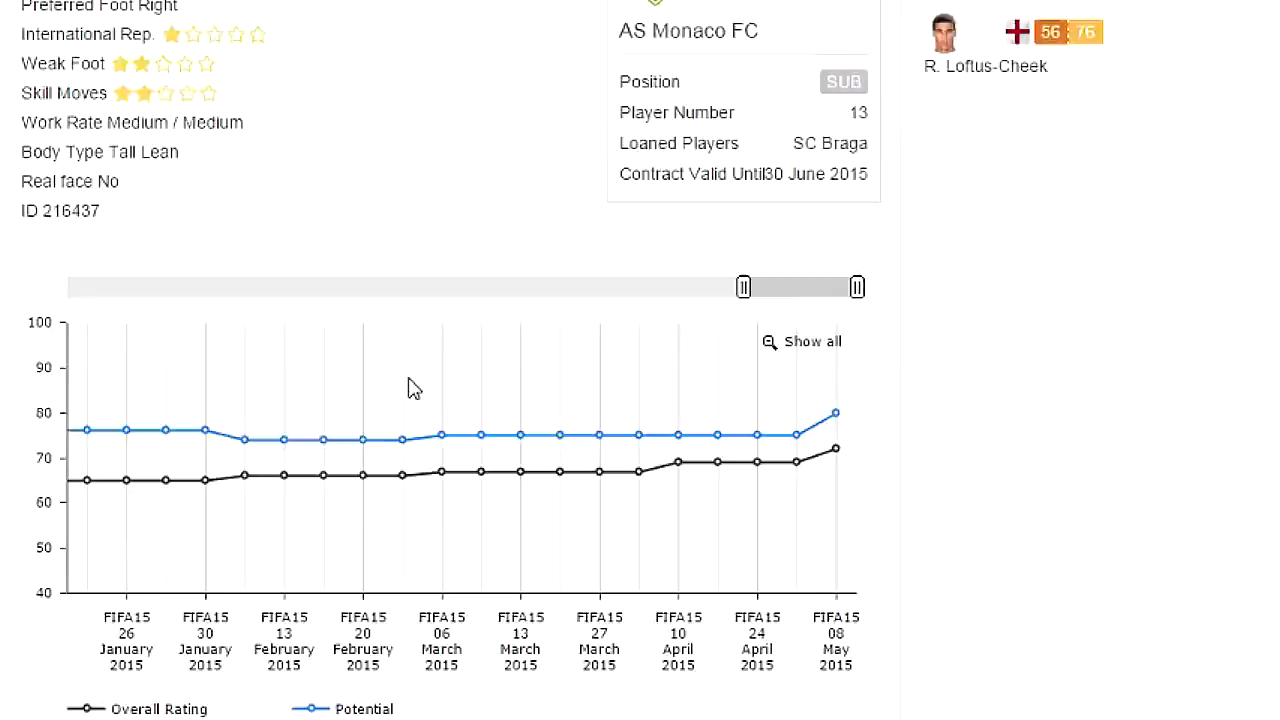 Preferred Foot Right
International Rep.
Weak Foot
Skill Moves
Work Rate Medium / Medium
Body Type Tall Lean
Real face No
ID 216437
AS Monaco FC
Position SUB
Player Number 13
Loaned Players SC Braga
Contract Valid Until30 June 2015
56 76
R. Loftus-Cheek
Show all
100
90
80
70
60
50
40
FIFA15 26 January 2015
FIFA15 30 January 2015
FIFA15 13 February 2015
FIFA15 20 February 2015
FIFA15 06 March 2015
FIFA15 13 March 2015
FIFA15 27 March 2015
FIFA15 10 April 2015
FIFA15 24 April 2015
FIFA15 08 May 2015
Overall Rating
Potential